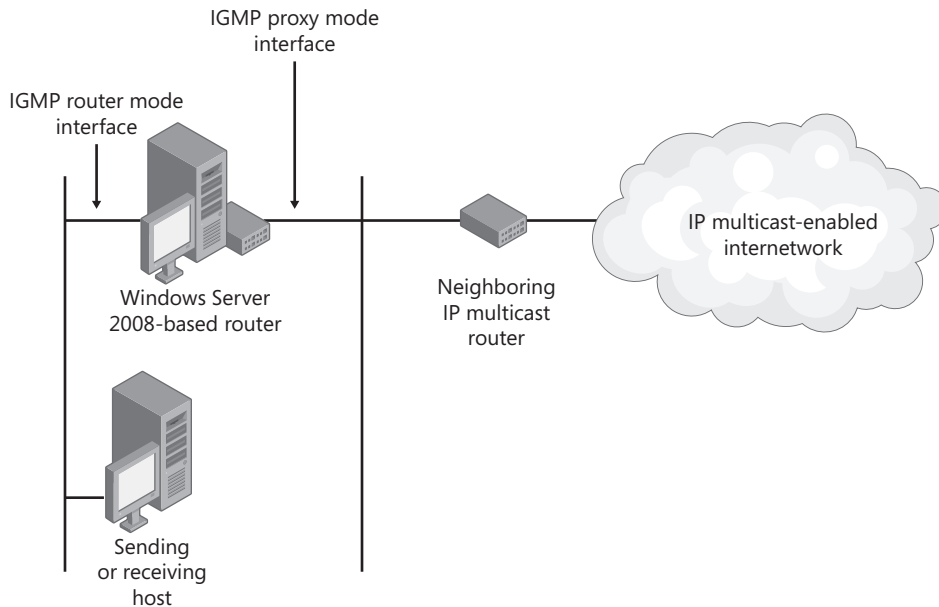 IGMP proxy mode
interface
IGMP router mode
interface
IP multicast-enabled
internetwork
Windows Server
2008-based router
Neighboring
IP multicast
router
Sending
or receiving
host